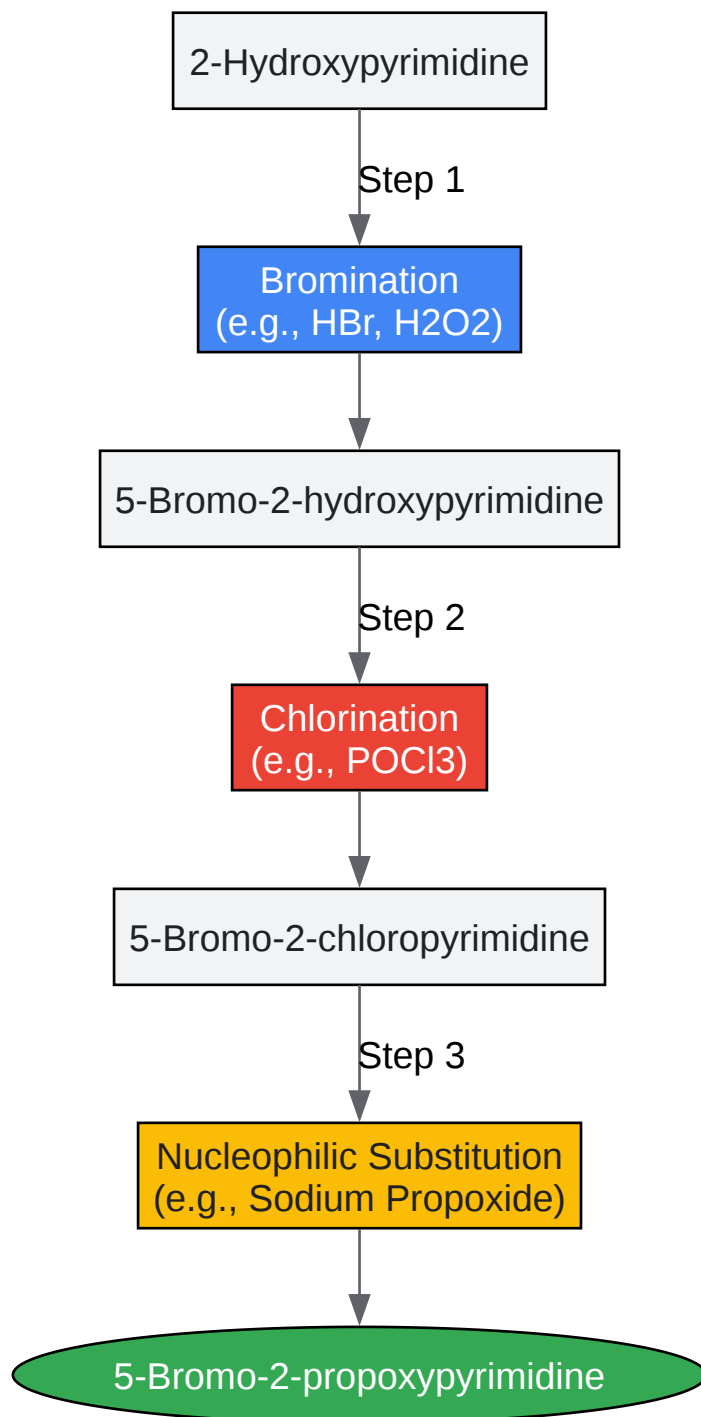 2-Hydroxypyrimidine
Step 1
Bromination
(e.g., HBr, H2O2)
5-Bromo-2-hydroxypyrimidine
Step 2
Chlorination
(e.g., POCl3)
5-Bromo-2-chloropyrimidine
Step 3
Nucleophilic Substitution
(e.g., Sodium Propoxide)
5-Bromo-2-propoxypyrimidine